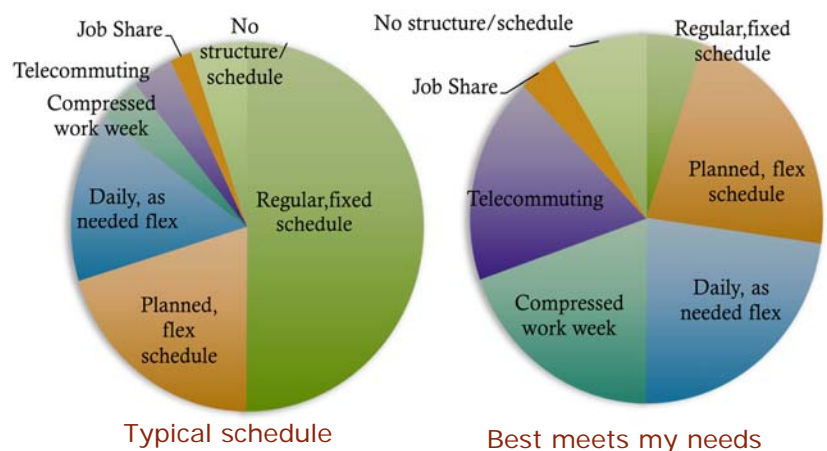 Job Share
No
structure/
schedule
Telecommuting
Compressed
work week
Daily, as
needed flex
Regular,fixed
schedule
Planned,
flex
schedule
Typical schedule
No structure/schedule
Regular,fixed
schedule
Job Share
Planned, flex
schedule
Telecommuting
Daily, as
needed flex
Compressed
work week
Best meets my needs